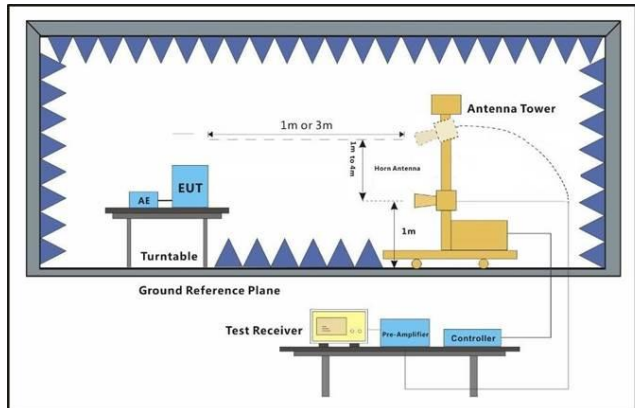 Antenna Tower
1m or 3m
1m to 4m
Horn Antenna
EUT
AE
1m
Turntable
Ground Reference Plane
Test Receiver
Pre-Amplifier
Controller